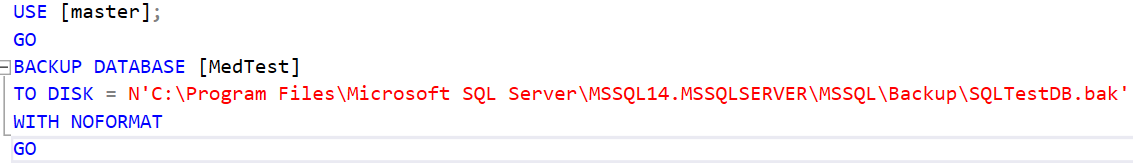 USE [master];
GO
BACKUP DATABASE [MedTest]
TO DISK = N'C:\Program Files\Microsoft SQL Server\MSSQL14.MSSQLSERVER\MSSQL\Backup\SQLTestDB.bak'
WITH NOFORMAT
GO